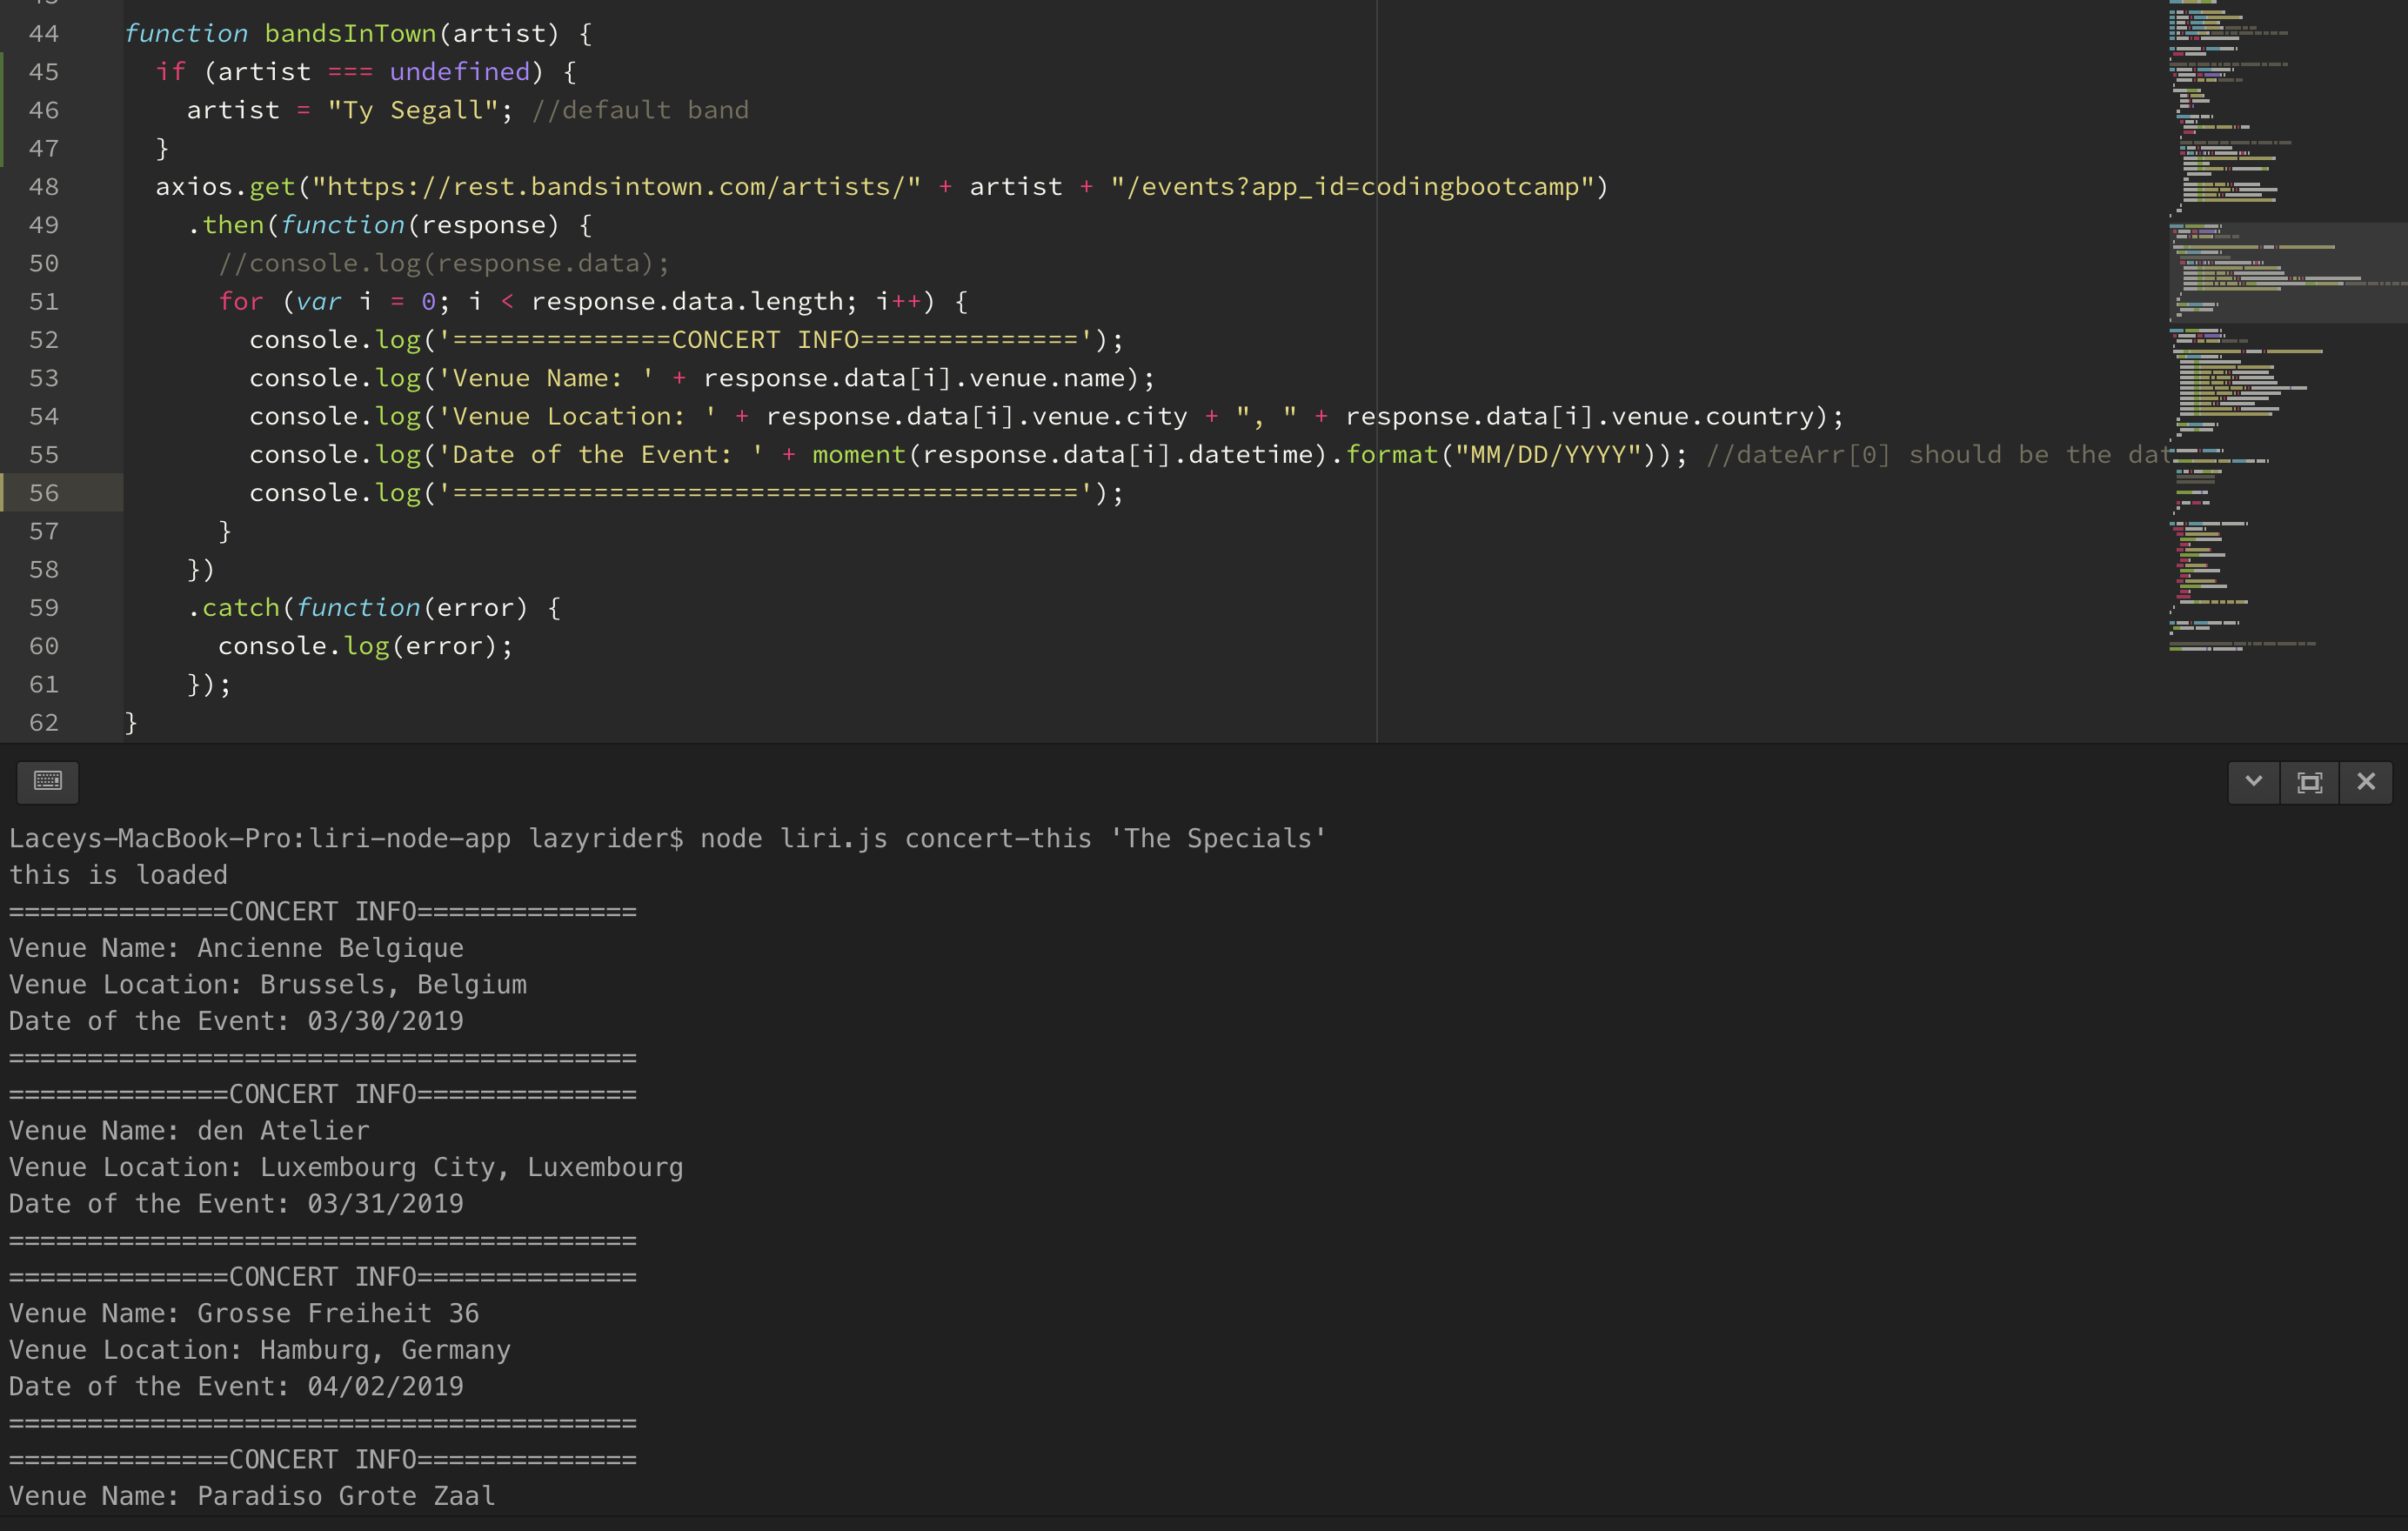 44 function bandsInTown(artist) {
45 if (artist === undefined) {
46 artist = "Ty Segall"; //default band
47 }
48 axios.get("https://rest.bandsintown.com/artists/" + artist + "/events?app_id=codingbootcamp")
49 .then(function(response) {
50 //console.log(response.data);
51 for (var i = 0; i < response.data.length; i++) {
52 console.log('==============CONCERT INFO==============');
53 console.log('Venue Name: ' + response.data[i].venue.name);
54 console.log('Venue Location: ' + response.data[i].venue.city + ", " + response.data[i].venue.country);
55 console.log('Date of the Event: ' + moment(response.data[i].datetime).format("MM/DD/YYYY")); //dateArr[0] should be the dat
56 console.log('========================================');
57 }
58 })
59 .catch(function(error) {
60 console.log(error);
61 });
62 }
Laceys-MacBook-Pro:liri-node-app lazyrider$ node liri.js concert-this 'The Specials'
this is loaded
==============CONCERT INFO==============
Venue Name: Ancienne Belgique
Venue Location: Brussels, Belgium
Date of the Event: 03/30/2019
========================================
==============CONCERT INFO==============
Venue Name: den Atelier
Venue Location: Luxembourg City, Luxembourg
Date of the Event: 03/31/2019
========================================
==============CONCERT INFO==============
Venue Name: Grosse Freiheit 36
Venue Location: Hamburg, Germany
Date of the Event: 04/02/2019
========================================
==============CONCERT INFO==============
Venue Name: Paradiso Grote Zaal